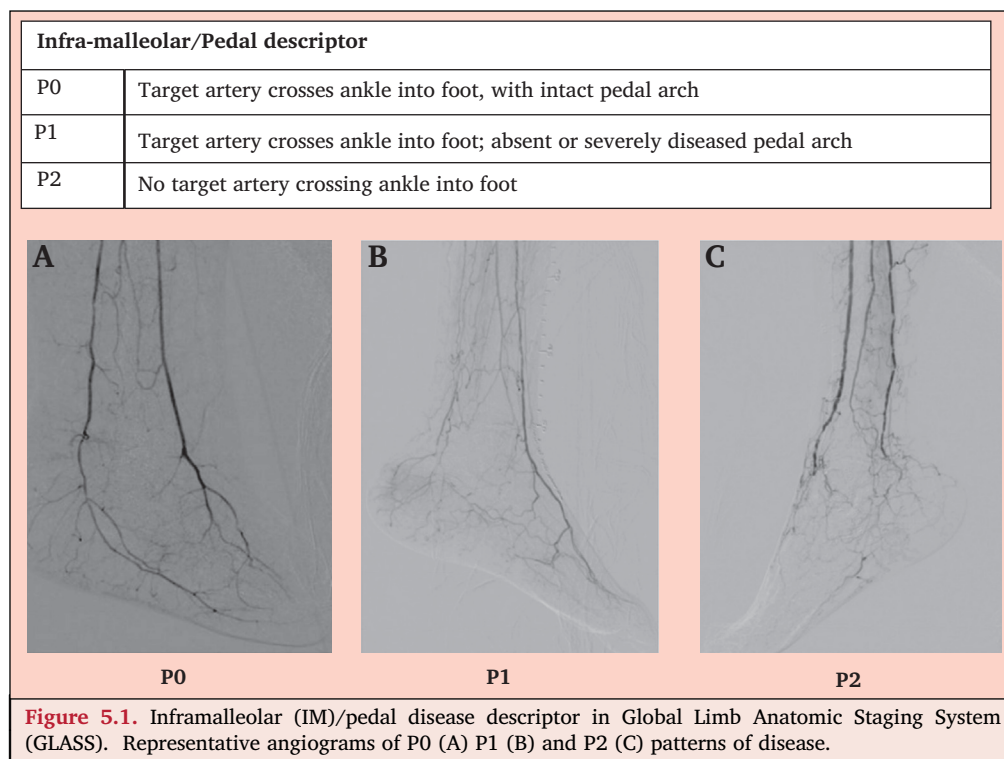 Infra-malleolar/Pedal descriptor
P0 Target artery crosses ankle into foot, with intact pedal arch
P1 Target artery crosses ankle into foot; absent or severely diseased pedal arch
P2 No target artery crossing ankle into foot
A B C
P0 P1 P2
Figure 5.1. Inframalleolar (IM)/pedal disease descriptor in Global Limb Anatomic Staging System
(GLASS). Representative angiograms of P0 (A) P1 (B) and P2 (C) patterns of disease.